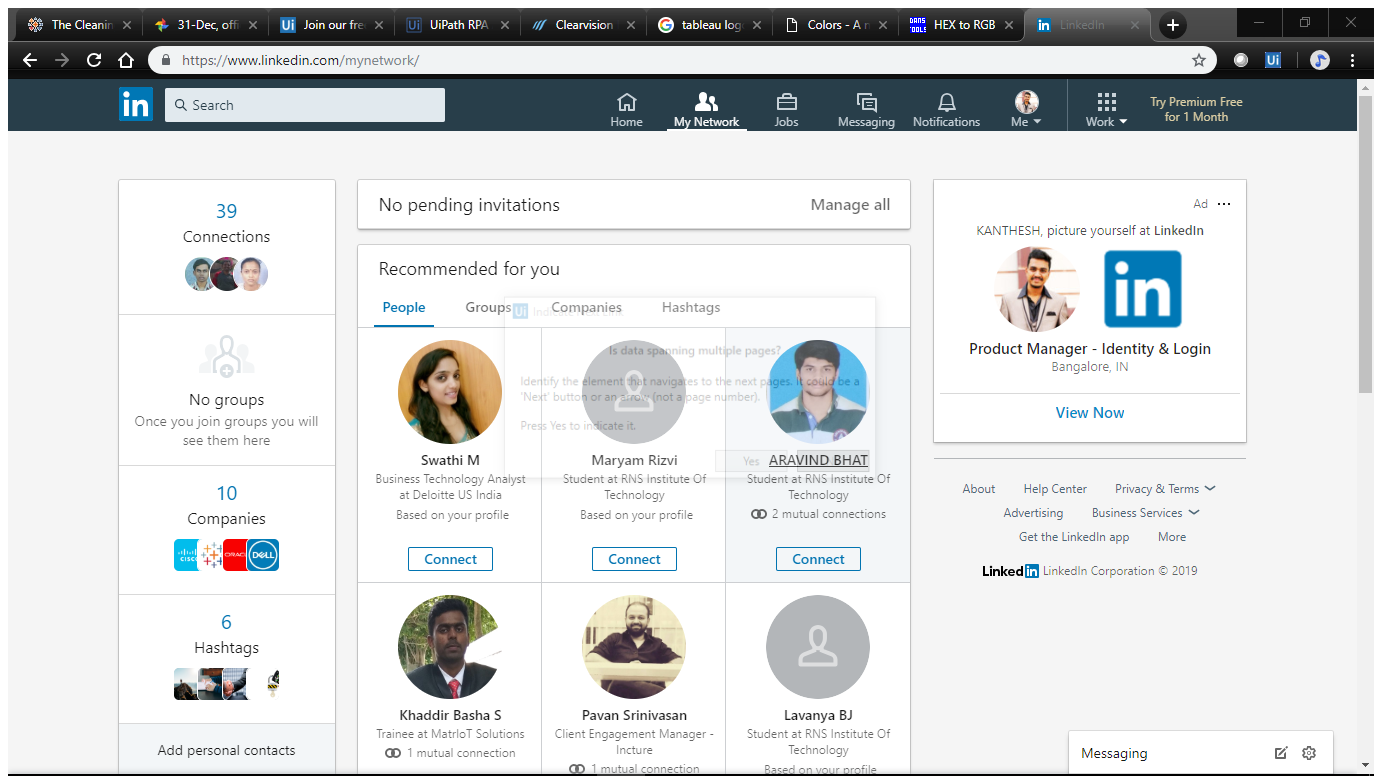 The Cleanin
31-Dec, offi
Join our fre
UiPath RPA
Clearvision
tableau log
Colors - A n
HEX to RGB
LinkedIn
https://www.linkedin.com/mynetwork/
in
Search
Home
My Network
Jobs
Messaging
Notifications
Me
Work
Try Premium Free
for 1 Month
39
Connections
No groups
Once you join groups you will
see them here
10
Companies
CISCO
ORAC
DELL
6
Hashtags
Add personal contacts
No pending invitations
Manage all
Recommended for you
People
Groups
Companies
Hashtags
Ui Indicate
Is data spanning multiple pages?
Identify the element that navigates to the next pages. It could be a
'Next' button or an arrow (not a page number).
Press Yes to indicate it.
Yes
Swathi M
Business Technology Analyst
at Deloitte US India
Based on your profile
Connect
Maryam Rizvi
Student at RNS Institute Of
Technology
Based on your profile
Connect
ARAVIND BHAT
Student at RNS Institute Of
Technology
2 mutual connections
Connect
Khaddir Basha S
Trainee at MatrIoT Solutions
1 mutual connection
Pavan Srinivasan
Client Engagement Manager -
Incture
1 mutual connection
Lavanya BJ
Student at RNS Institute Of
Technology
Based on your profile
Ad
KANTHESH, picture yourself at LinkedIn
in
Product Manager - Identity & Login
Bangalore, IN
View Now
About
Help Center
Privacy & Terms
Advertising
Business Services
Get the LinkedIn app
More
LinkedIn LinkedIn Corporation © 2019
Messaging